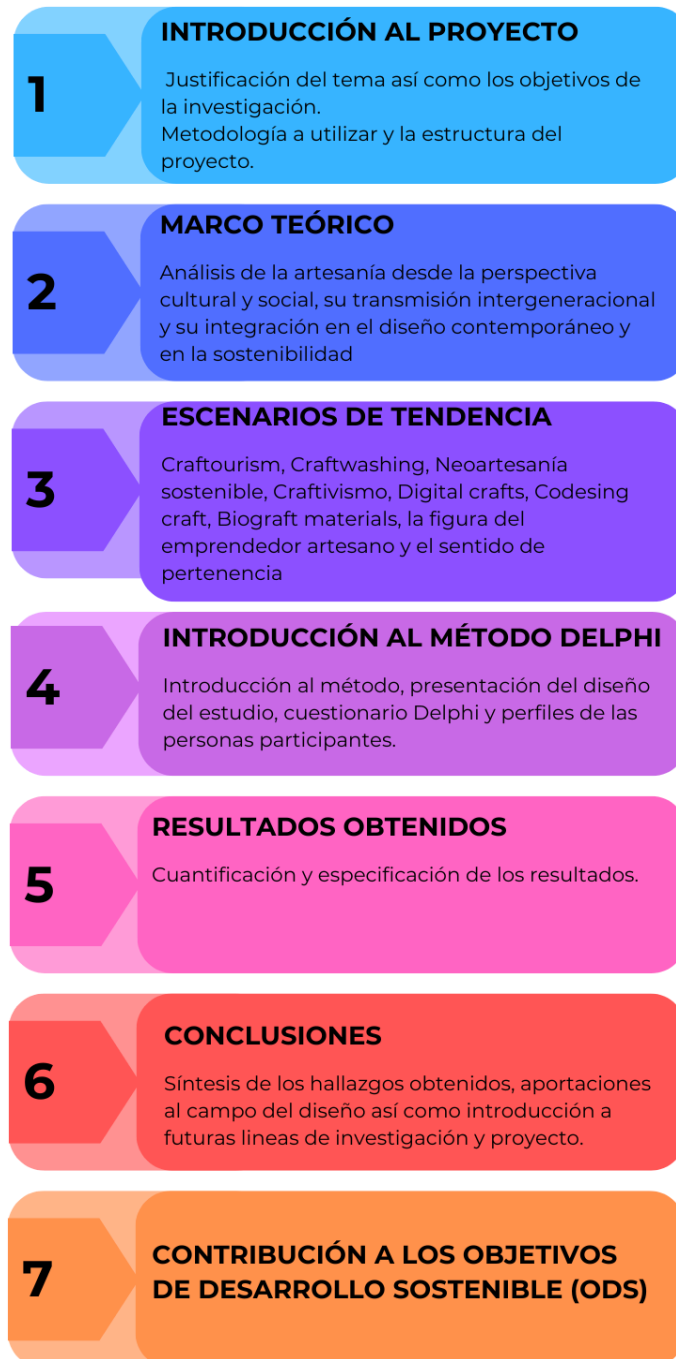 1
INTRODUCCIÓN AL PROYECTO
Justificación del tema así como los objetivos de
la investigación.
Metodología a utilizar y la estructura del
proyecto.
2
MARCO TEÓRICO
Análisis de la artesanía desde la perspectiva
cultural y social, su transmisión intergeneracional
y su integración en el diseño contemporáneo y
en la sostenibilidad
3
ESCENARIOS DE TENDENCIA
Craftourism, Craftwashing, Neoartesanía
sostenible, Craftivismo, Digital crafts, Codesing
craft, Biograft materials, la figura del
emprendedor artesano y el sentido de
pertenencia
4
INTRODUCCIÓN AL MÉTODO DELPHI
Introducción al método, presentación del diseño
del estudio, cuestionario Delphi y perfiles de las
personas participantes.
5
RESULTADOS OBTENIDOS
Cuantificación y especificación de los resultados.
6
CONCLUSIONES
Síntesis de los hallazgos obtenidos, aportaciones
al campo del diseño así como introducción a
futuras lineas de investigación y proyecto.
7
CONTRIBUCIÓN A LOS OBJETIVOS
DE DESARROLLO SOSTENIBLE (ODS)